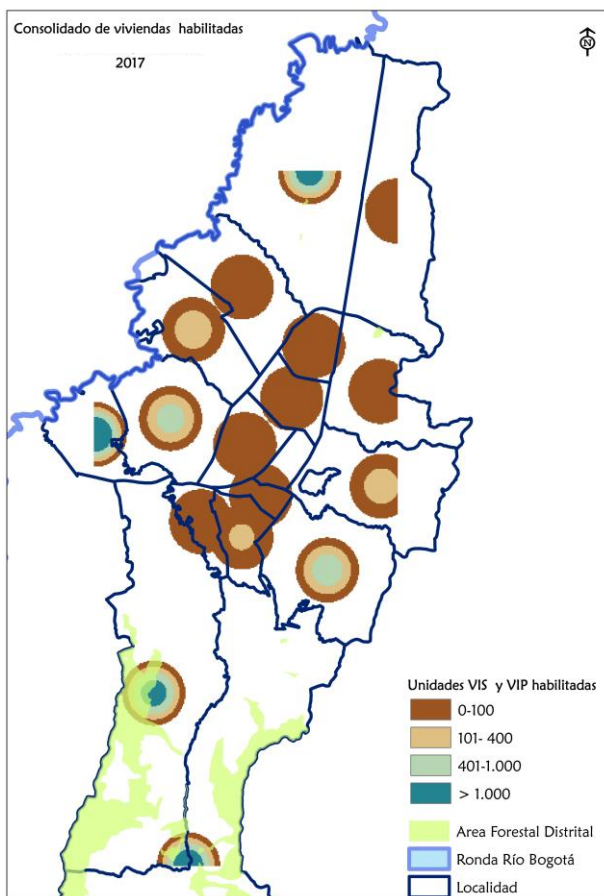 Consolidado de viviendas habilitadas
2017
N
Unidades VIS y VIP habilitadas
0-100
101- 400
401-1.000
> 1.000
Area Forestal Distrital
Ronda Río Bogotá
Localidad